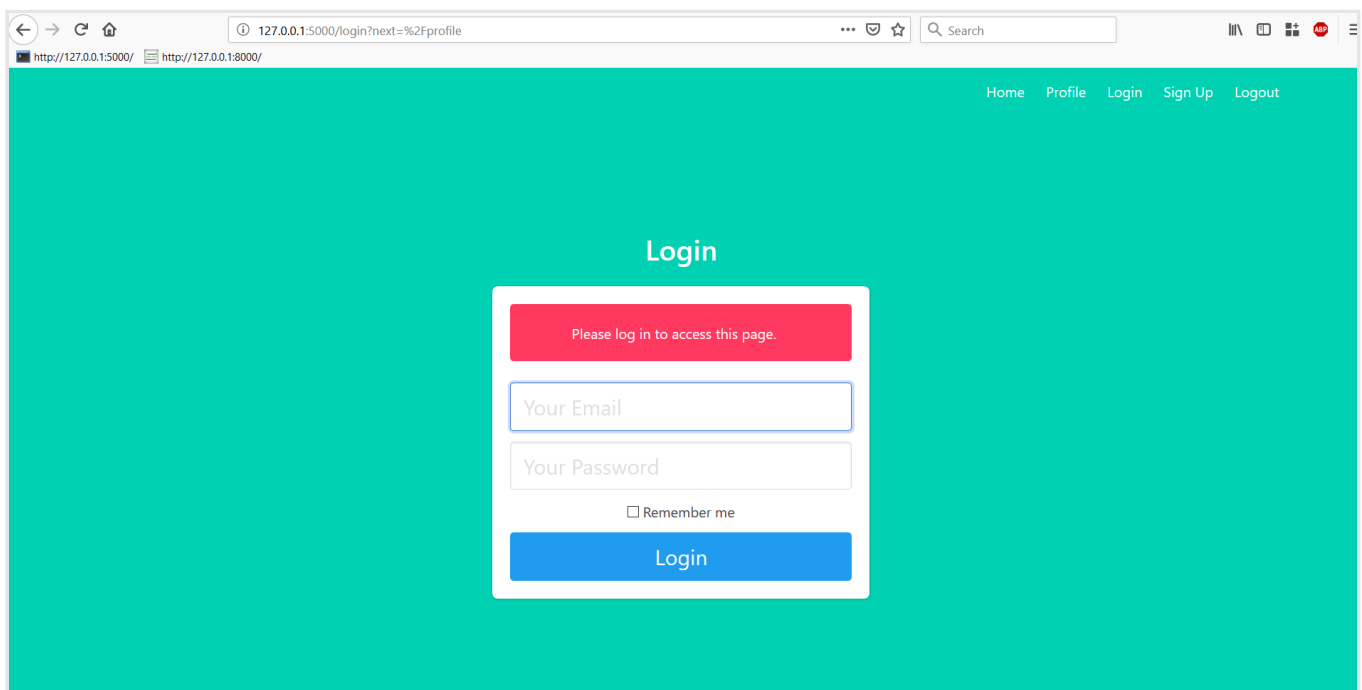 127.0.0.1:5000/login?next=%2Fprofile
Search
ABP
http://127.0.0.1:5000/ http://127.0.0.1:8000/
Home Profile Login Sign Up Logout
Login
Please log in to access this page.
Your Email
Your Password
Remember me
Login